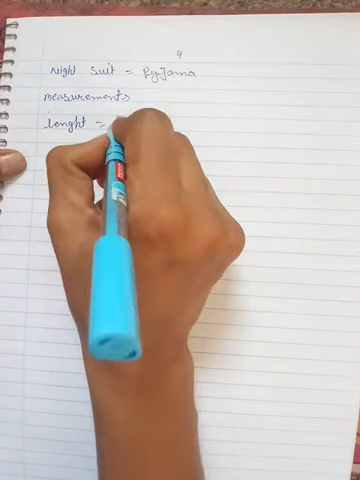 4
Night Suit = PyJama
measurements
lenght =